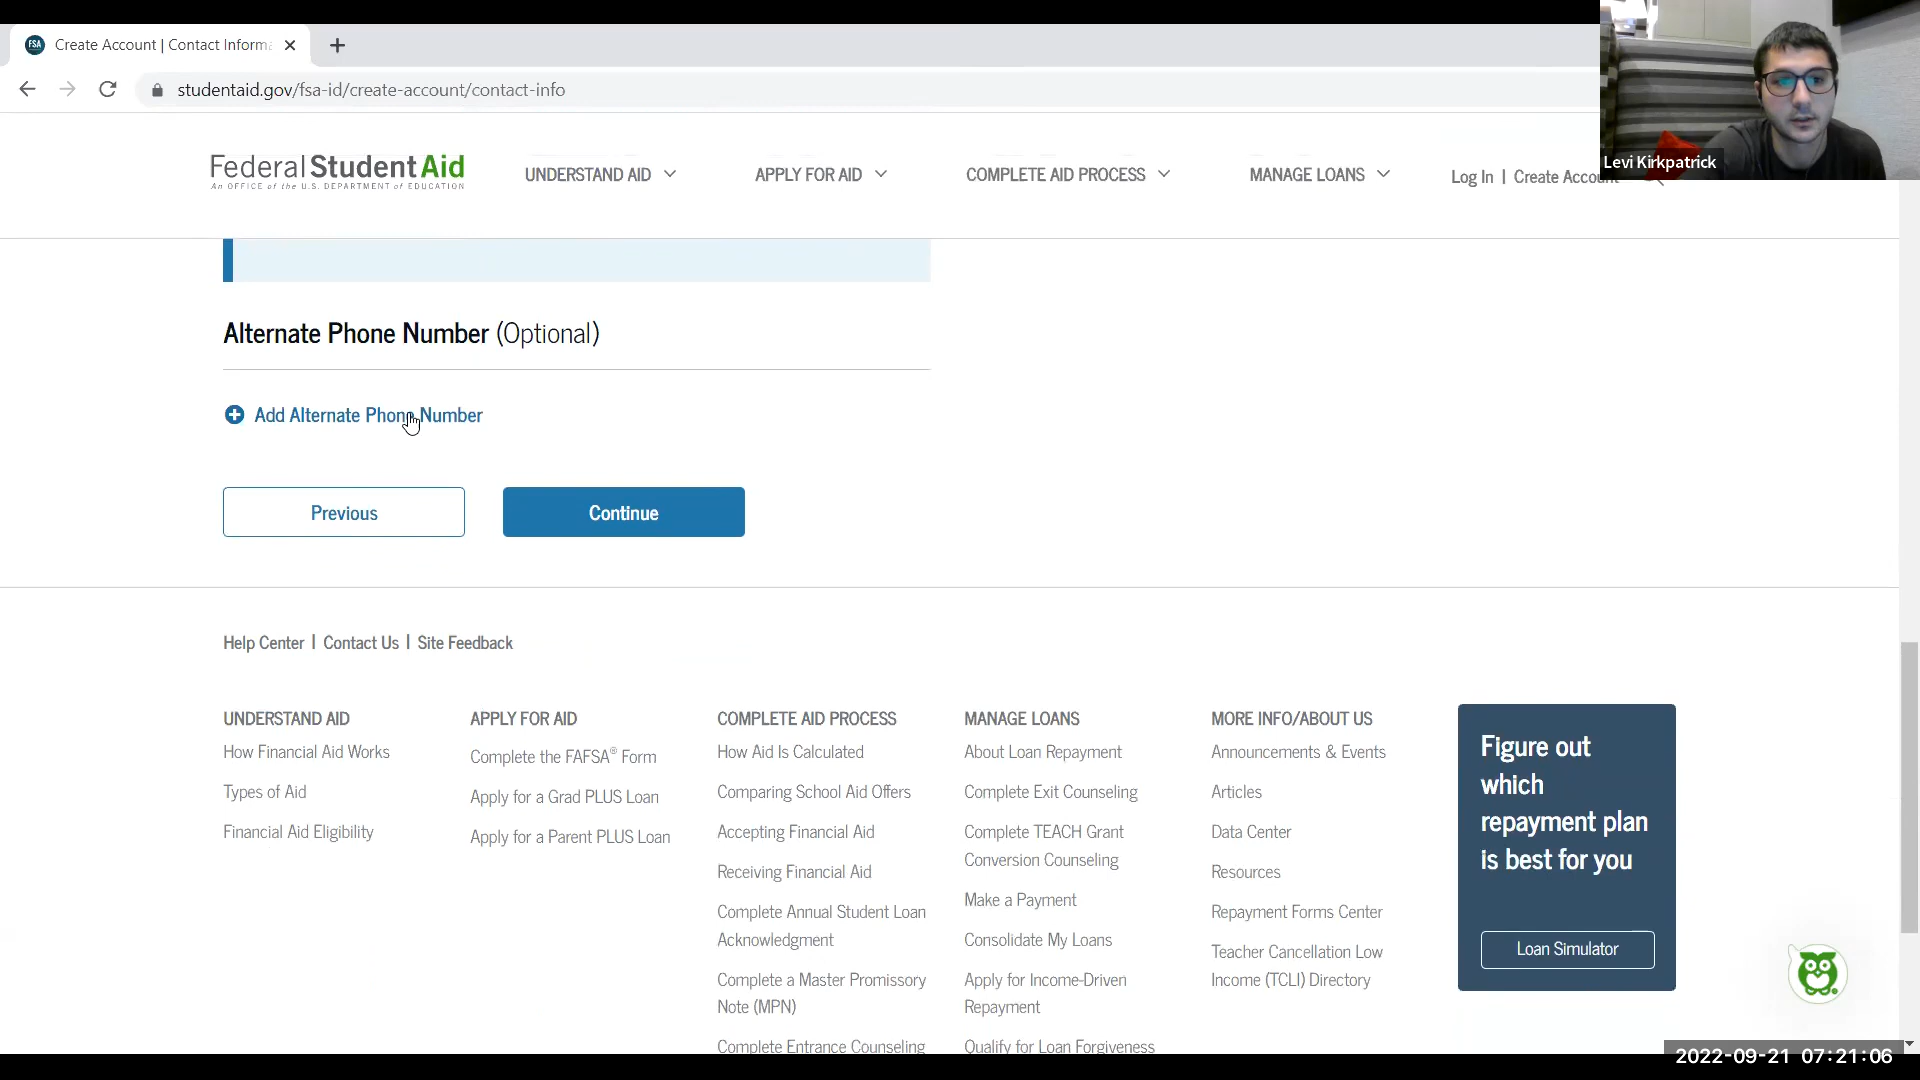 Create Account | Contact Inform
studentaid.gov/fsa-id/create-account/contact-info
Levi Kirkpatrick
Federal StudentAid
An OFFICE of the U.S. DEPARTMENT of EDUCATION
UNDERSTAND AID
APPLY FOR AID
COMPLETE AID PROCESS
MANAGE LOANS
Log In | Create Account
Alternate Phone Number (Optional)
Add Alternate Phone Number
Previous
Continue
Help Center | Contact Us | Site Feedback
UNDERSTAND AID
How Financial Aid Works
Types of Aid
Financial Aid Eligibility
APPLY FOR AID
Complete the FAFSA® Form
Apply for a Grad PLUS Loan
Apply for a Parent PLUS Loan
COMPLETE AID PROCESS
How Aid Is Calculated
Comparing School Aid Offers
Accepting Financial Aid
Receiving Financial Aid
Complete Annual Student Loan
Acknowledgment
Complete a Master Promissory
Note (MPN)
Complete Entrance Counseling
MANAGE LOANS
About Loan Repayment
Complete Exit Counseling
Complete TEACH Grant
Conversion Counseling
Make a Payment
Consolidate My Loans
Apply for Income-Driven
Repayment
Qualify for Loan Forgiveness
MORE INFO/ABOUT US
Announcements & Events
Articles
Data Center
Resources
Repayment Forms Center
Teacher Cancellation Low
Income (TCLI) Directory
Figure out
which
repayment plan
is best for you
Loan Simulator
2022-09-21 07:21:06